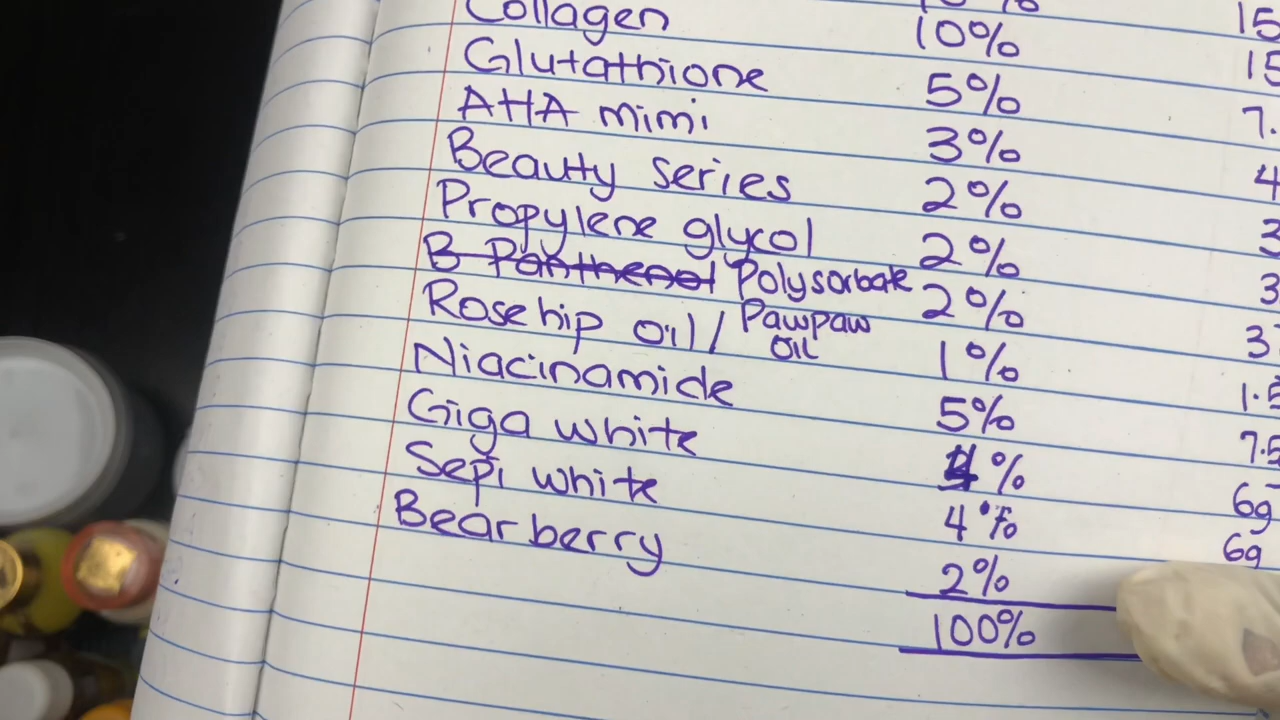 15
Collagen 10% 15
Glutathione 5% 7.
AHA mimi 3% 4
Beauty series 2% 3
Propylene glycol 2% 3
B Panthenol Polysorbate 2% 3
Rosehip oil / Pawpaw OIL 1% 1.5
Niacinamide 5% 7.5
Giga white 4% 6g
Sepi white 4% 6g
Bearberry 2%
100%